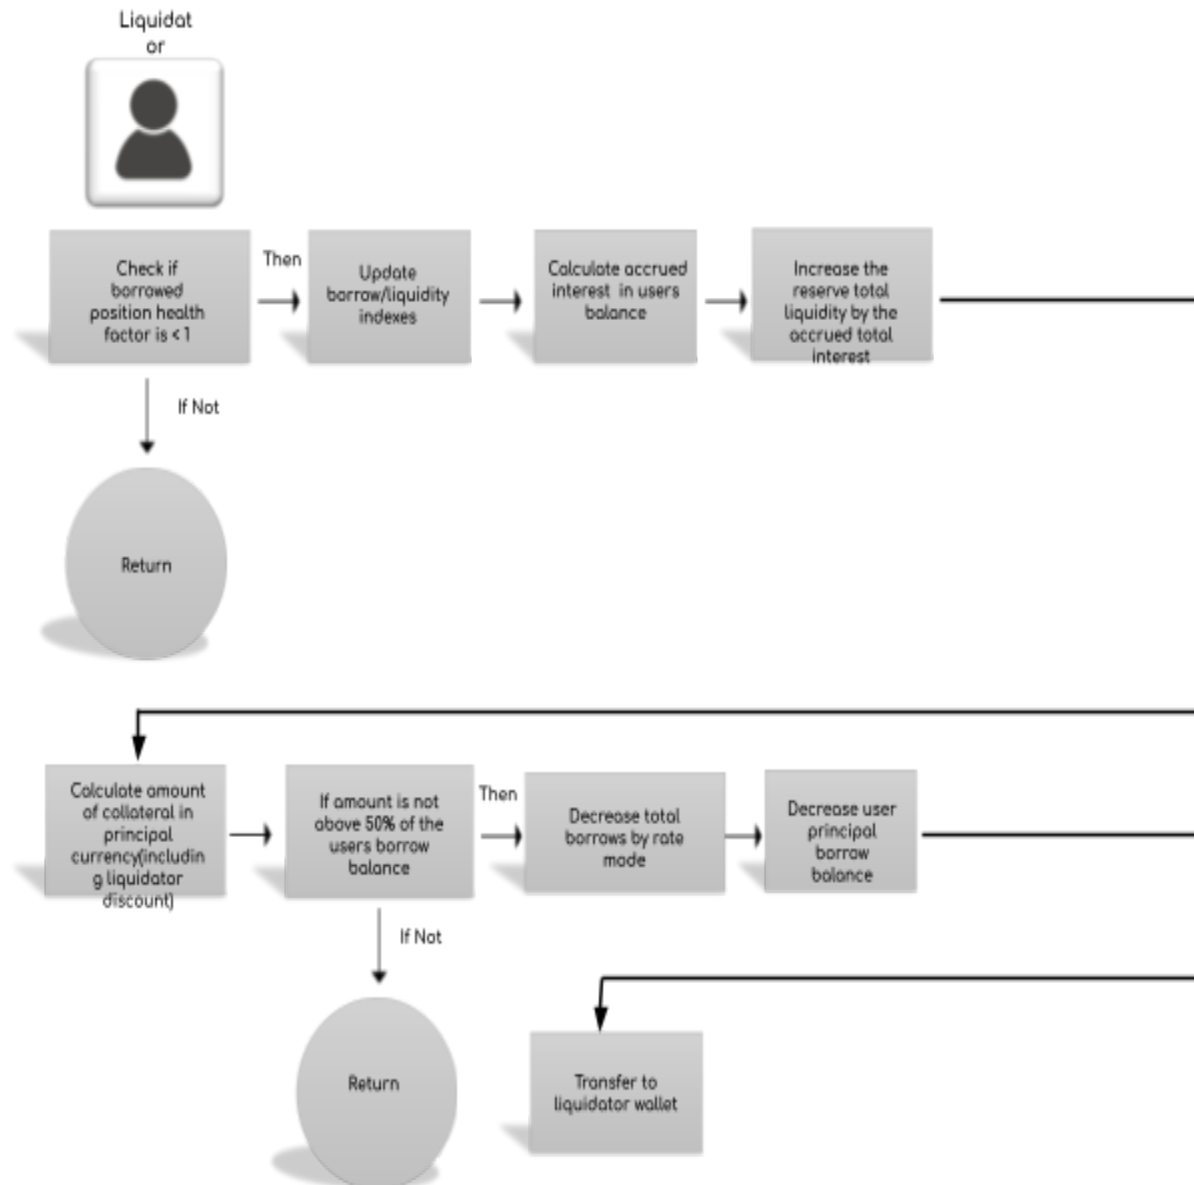 Liquidat
or
Check if
borrowed
position health
factor is < 1
Then
Update
borrow/liquidity
indexes
Calculate accrued
interest in users
balance
Increase the
reserve total
liquidity by the
accrued total
interest
If Not
Return
Calculate amount
of collateral in
principal
currency(includin
g liquidator
discount)
If amount is not
above 50% of the
users borrow
balance
Then
Decrease total
borrows by rate
mode
Decrease user
principal
borrow
balance
If Not
Return
Transfer to
liquidator wallet